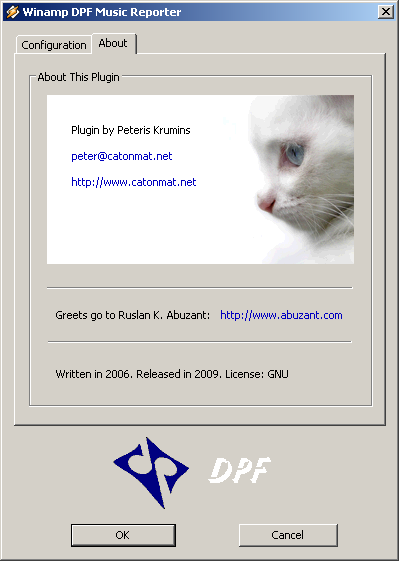 Winamp DPF Music Reporter
Configuration
About
About This Plugin
Plugin by Peteris Krumins
peter@catonmat.net
http://www.catonmat.net
Greets go to Ruslan K. Abuzant: http://www.abuzant.com
Written in 2006. Released in 2009. License: GNU
DPF
OK
Cancel